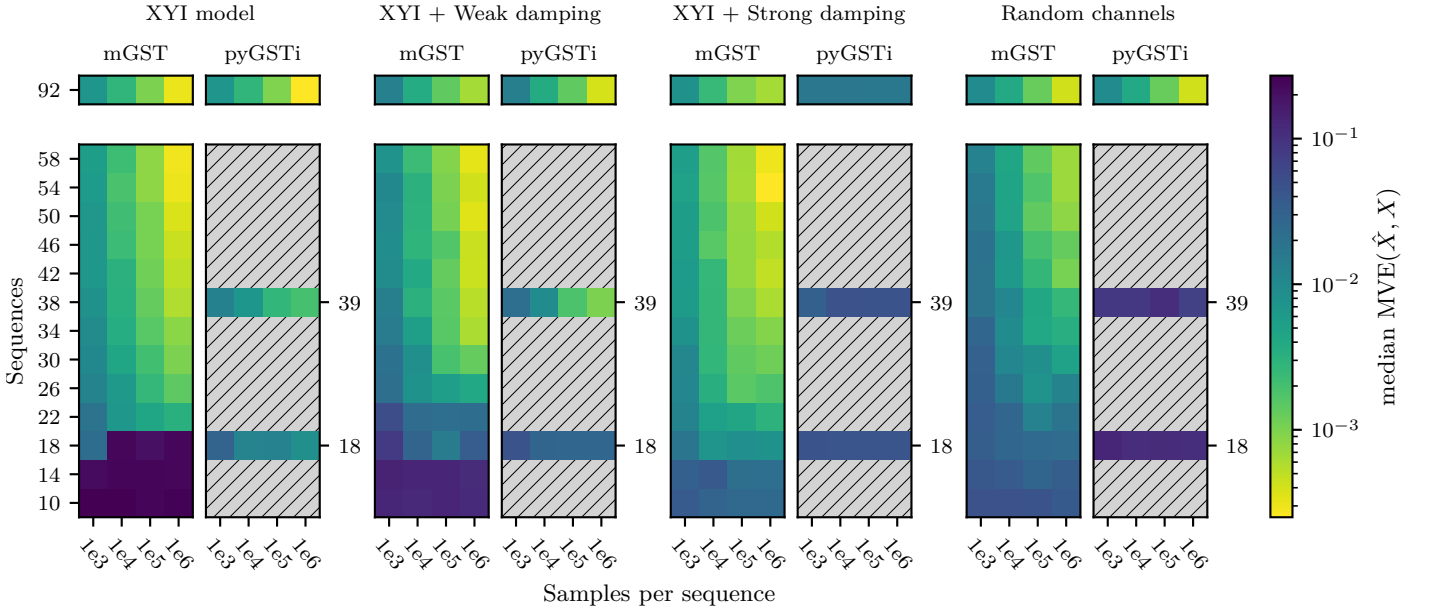 XYI model
XYI + Weak damping
XYI + Strong damping
Random channels
mGST
pyGSTi
mGST
pyGSTi
mGST
pyGSTi
mGST
pyGSTi
92
58
54
50
46
42
38
34
30
26
22
18
14
10
Sequences
39
18
39
18
39
18
39
18
1e3
1e4
1e5
1e6
1e3
1e4
1e5
1e6
1e3
1e4
1e5
1e6
1e3
1e4
1e5
1e6
1e3
1e4
1e5
1e6
1e3
1e4
1e5
1e6
1e3
1e4
1e5
1e6
1e3
1e4
1e5
1e6
Samples per sequence
10⁻¹
10⁻²
10⁻³
median MVE(X̂, X)